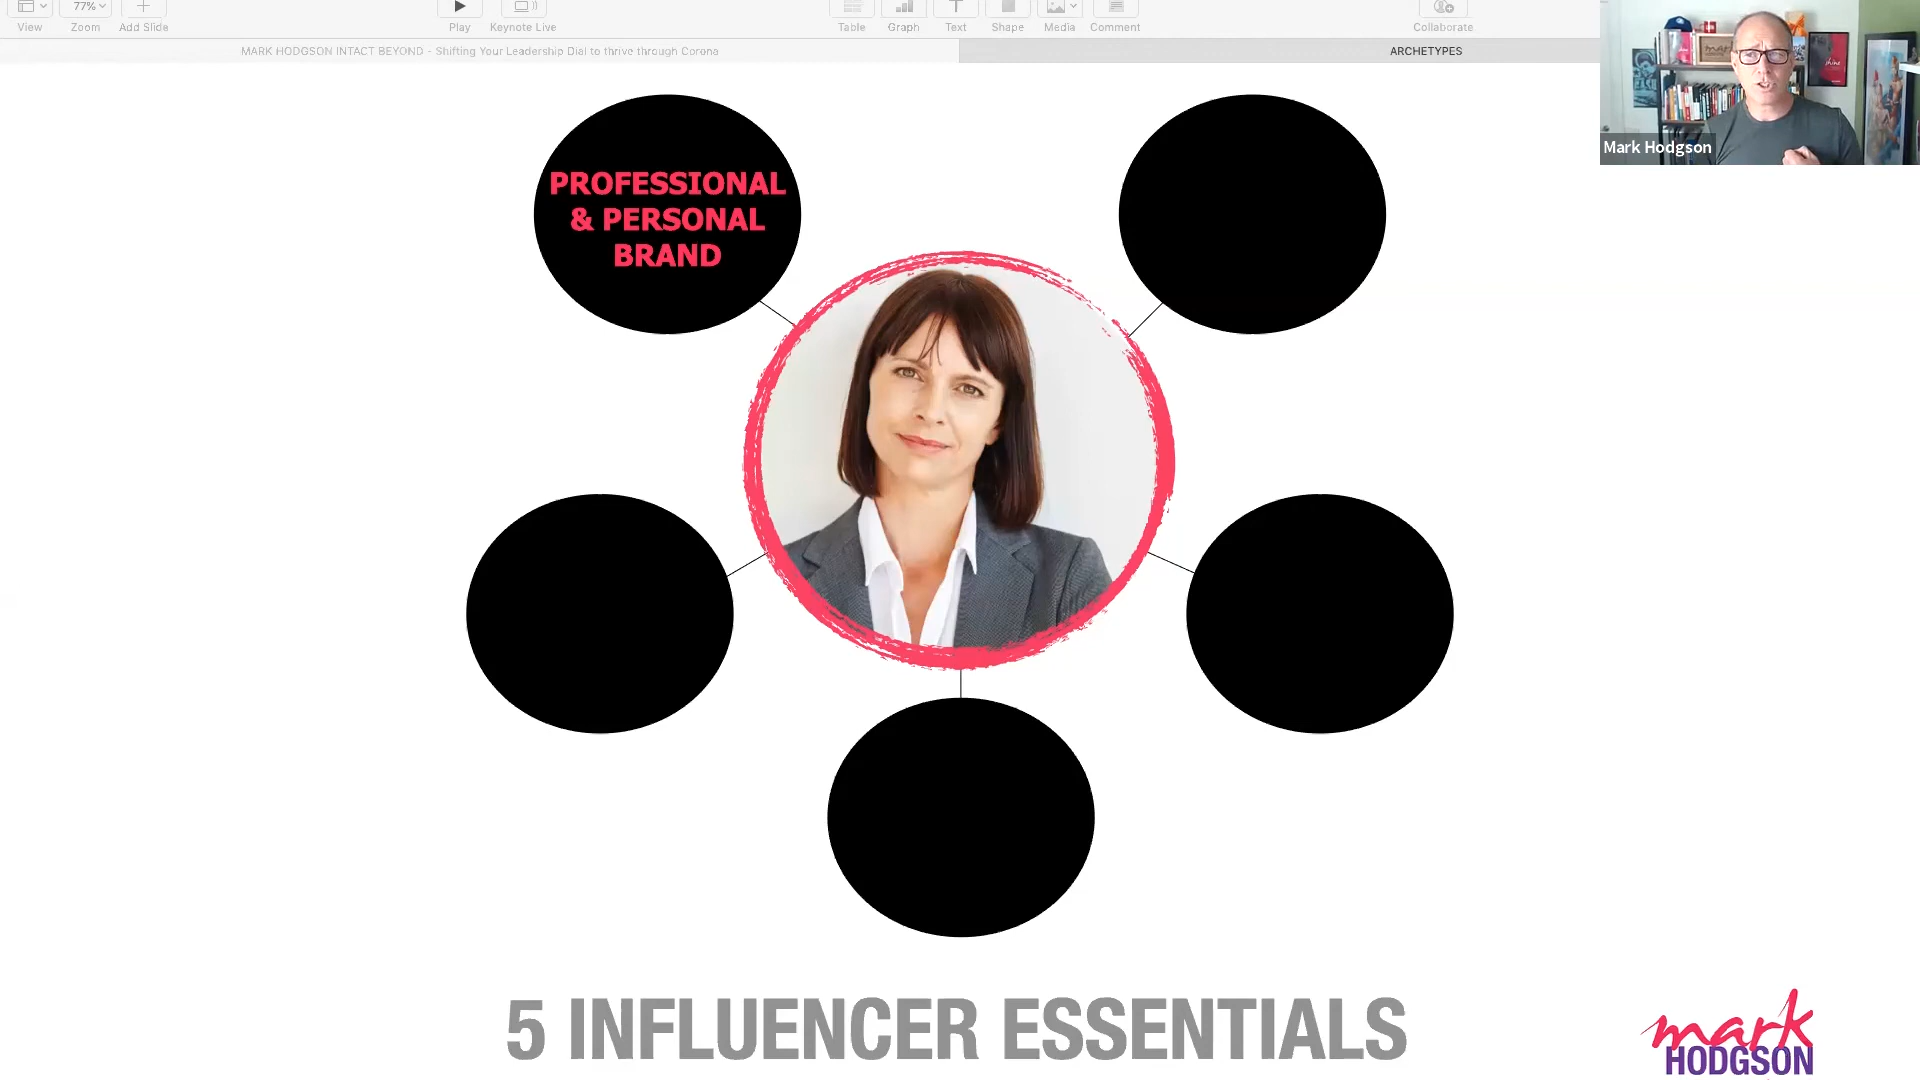 77%
View
Zoom
Add Slide
Play
Keynote Live
Table
Graph
Text
Shape
Media
Comment
Collaborate
MARK HODGSON INTACT BEYOND - Shifting Your Leadership Dial to thrive through Corona
ARCHETYPES
Mark Hodgson
PROFESSIONAL
& PERSONAL
BRAND
5 INFLUENCER ESSENTIALS
mark
HODGSON